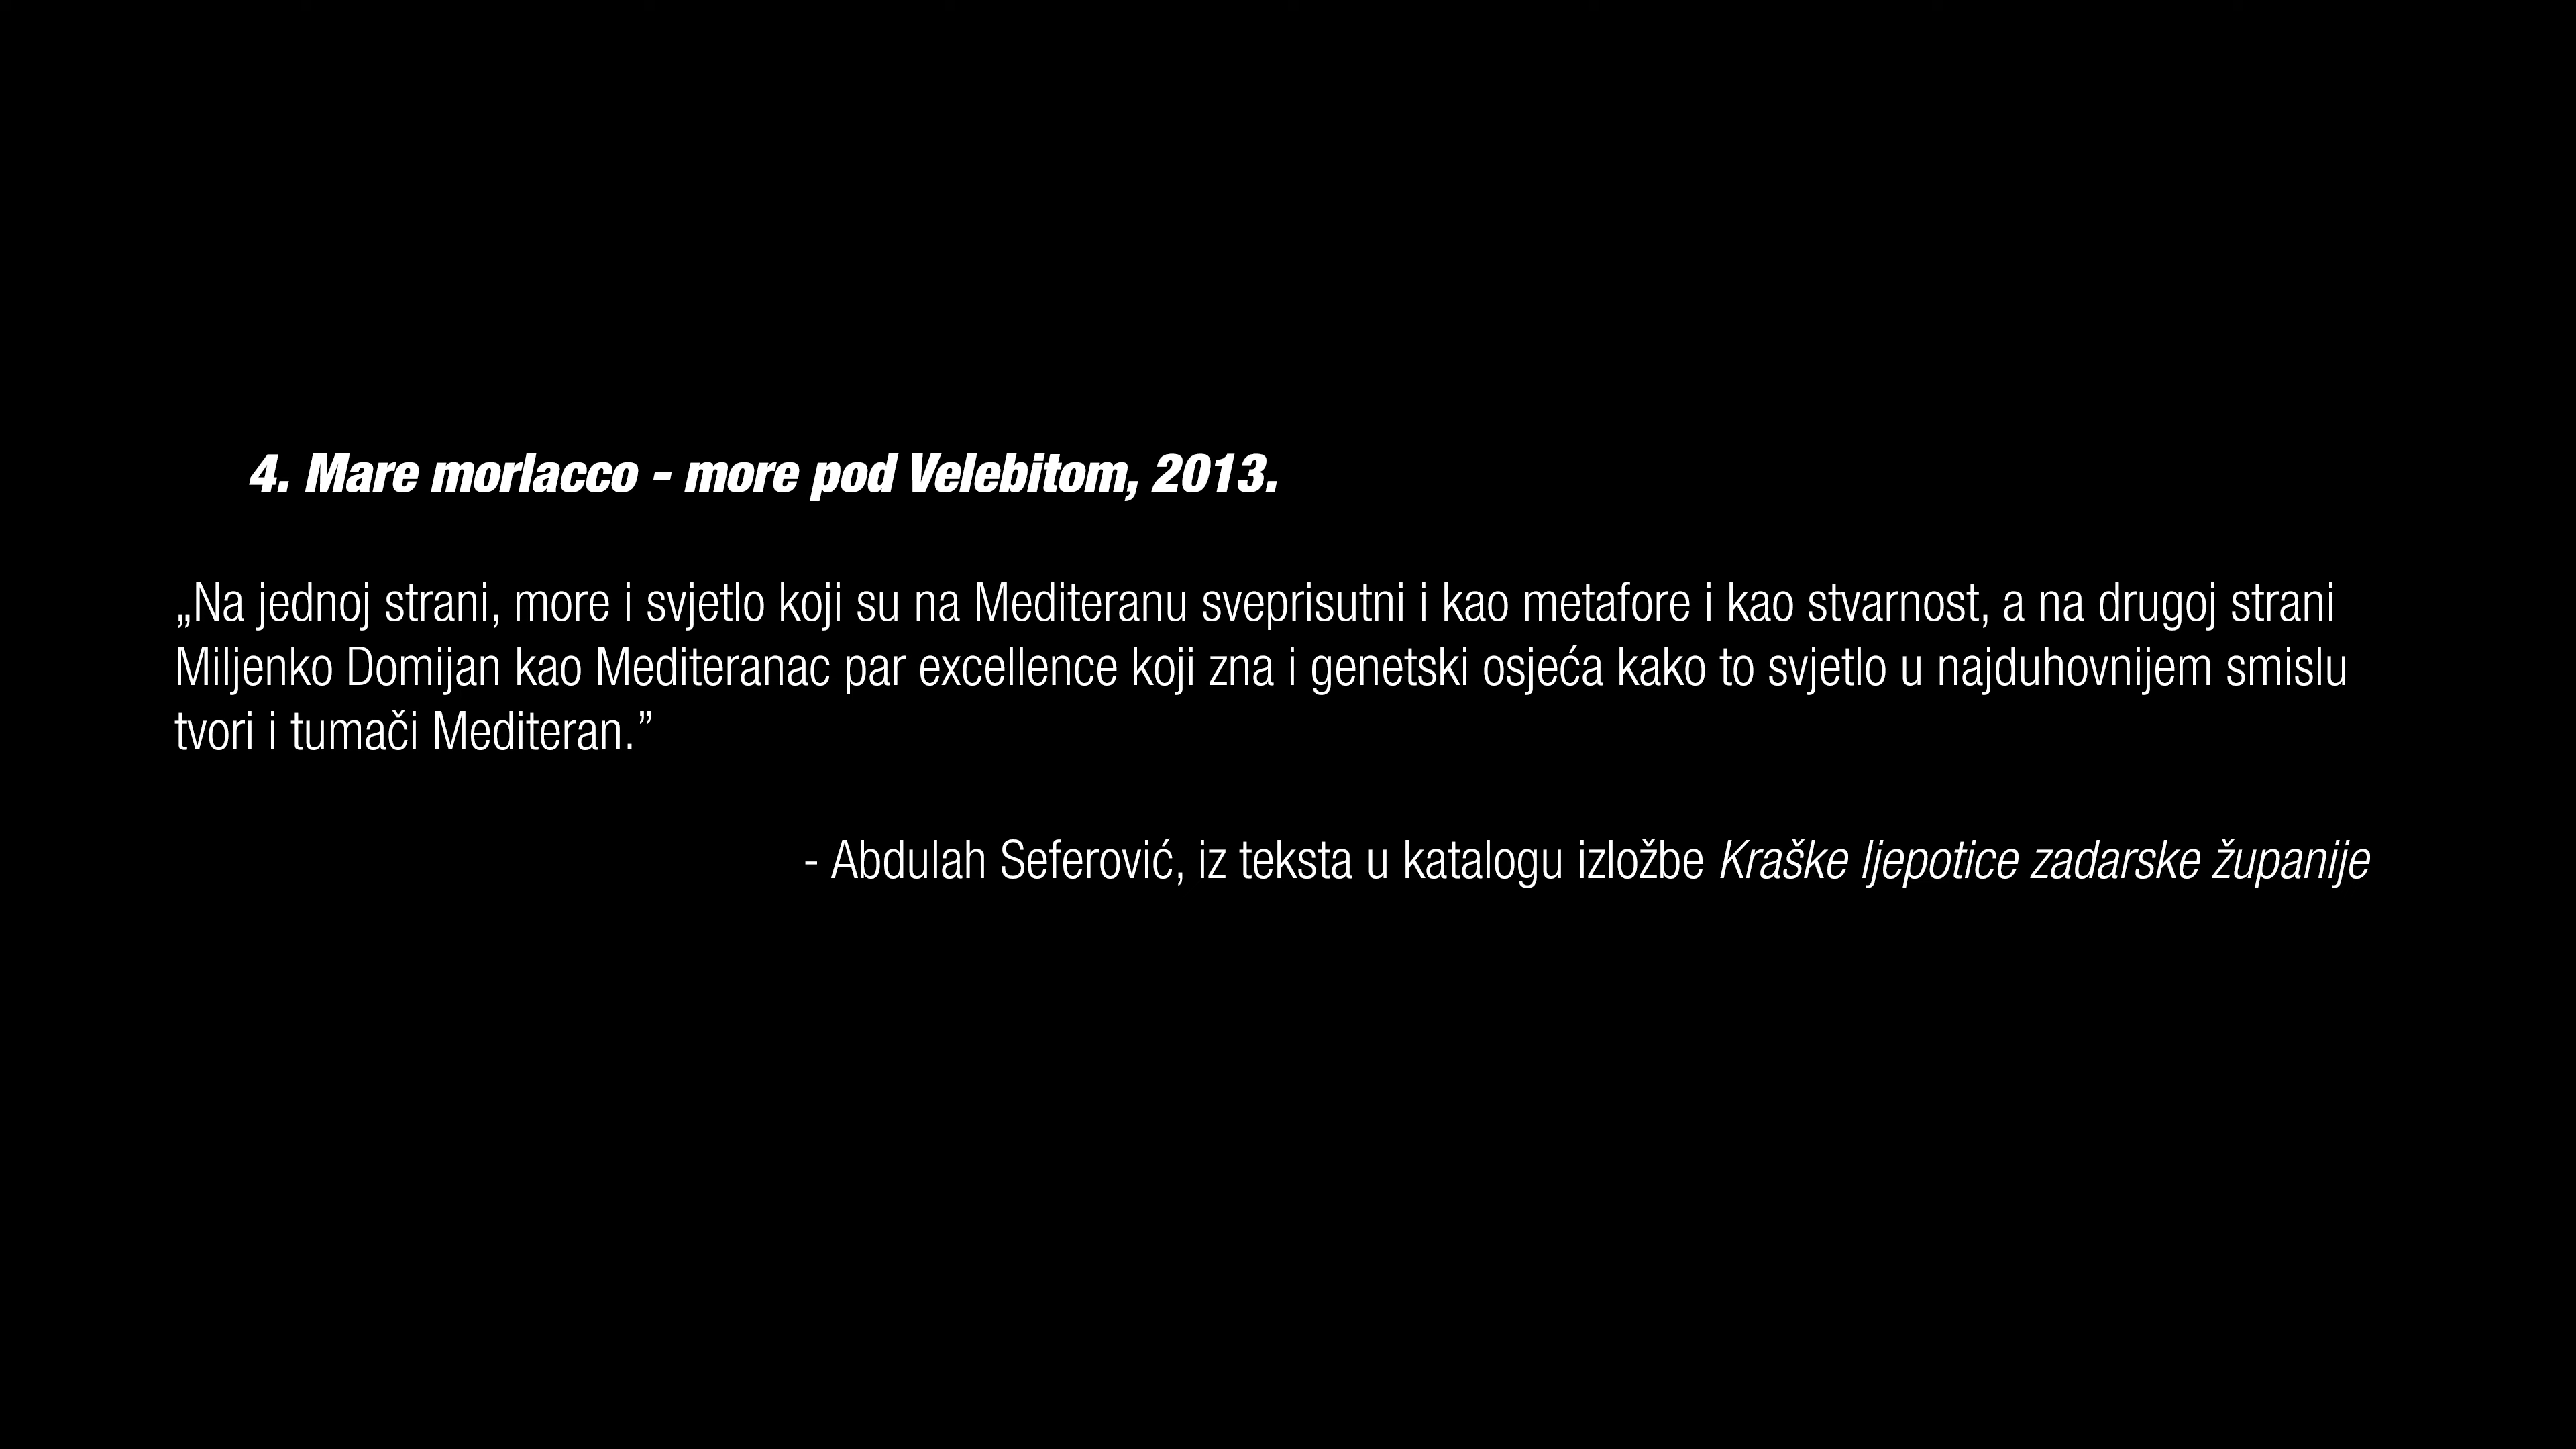 4. Mare morlacco - more pod Velebitom, 2013.
„Na jednoj strani, more i svjetlo koji su na Mediteranu sveprisutni i kao metafore i kao stvarnost, a na drugoj strani
Miljenko Domijan kao Mediteranac par excellence koji zna i genetski osjeća kako to svjetlo u najduhovnijem smislu
tvori i tumači Mediteran.”
- Abdulah Seferović, iz teksta u katalogu izložbe Kraške ljepotice zadarske županije